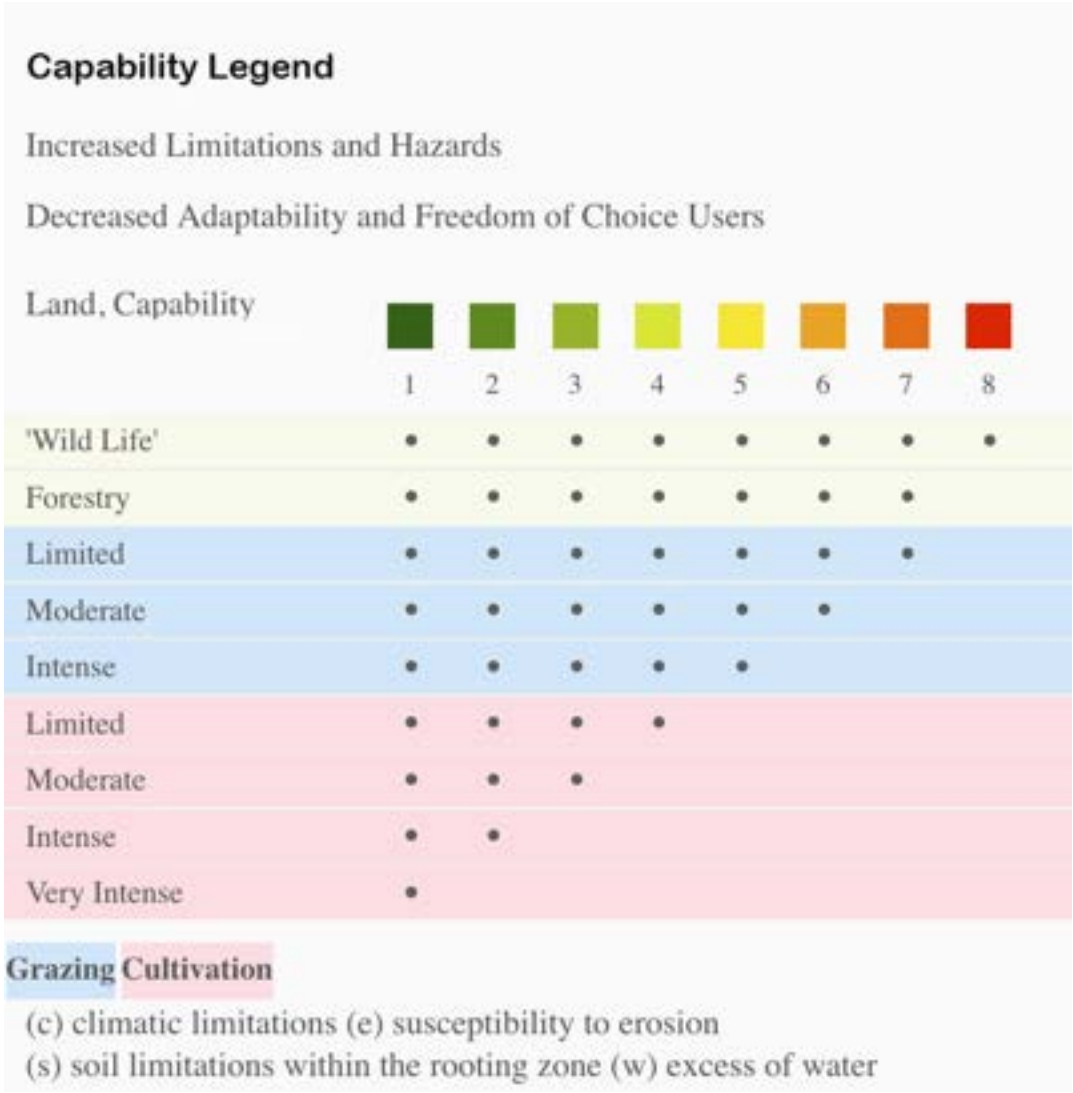 Capability Legend
Increased Limitations and Hazards
Decreased Adaptability and Freedom of Choice Users
Land, Capability
1 2 3 4 5 6 7 8
'Wild Life' • • • • • • • •
Forestry • • • • • • •
Limited • • • • • • •
Moderate • • • • • •
Intense • • • • •
Limited • • • •
Moderate • • •
Intense • •
Very Intense •
Grazing Cultivation
(c) climatic limitations (e) susceptibility to erosion
(s) soil limitations within the rooting zone (w) excess of water